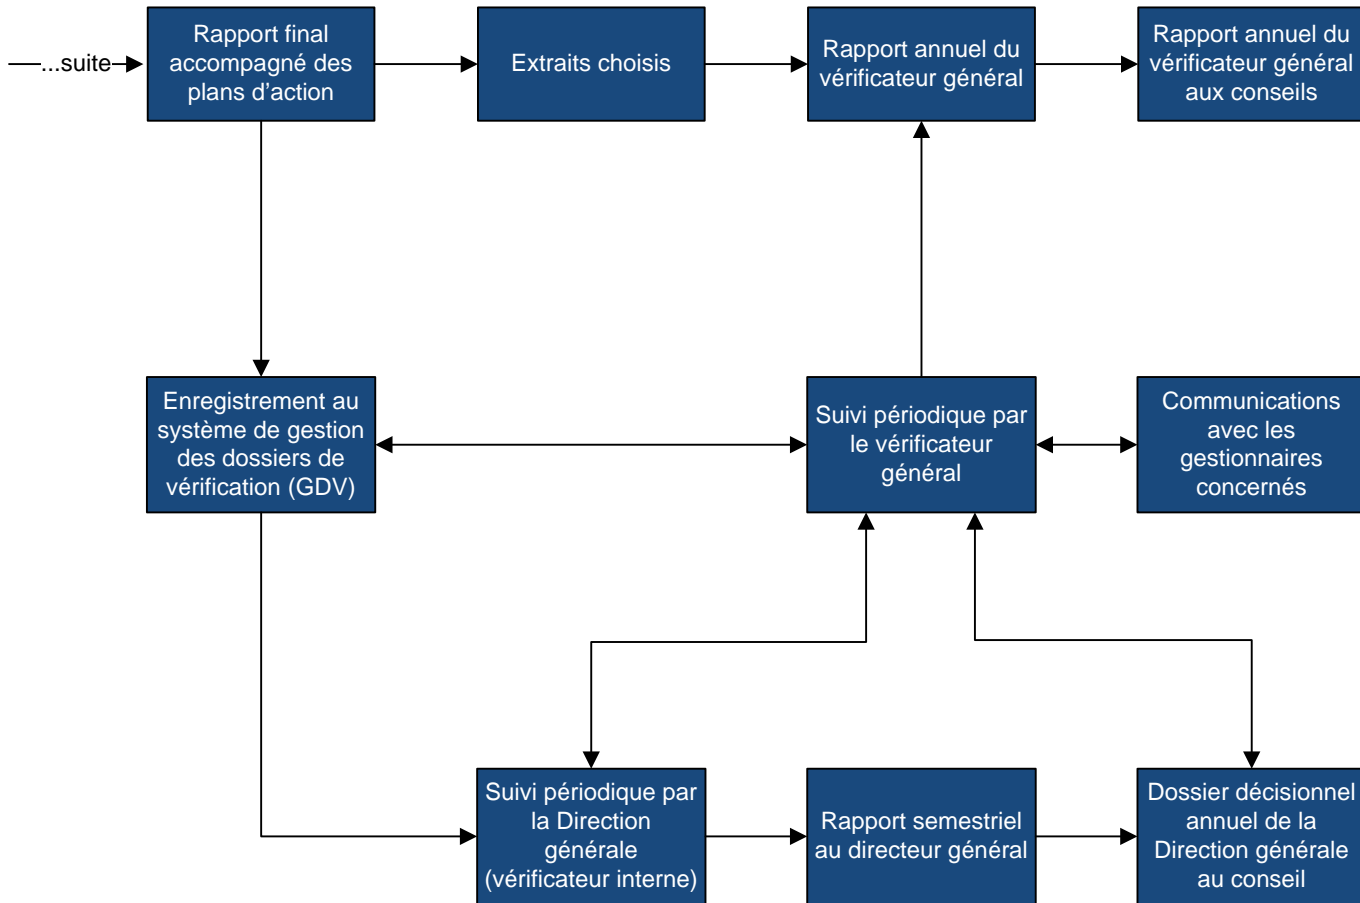 ...suite
Rapport final
accompagné des
plans d’action
Extraits choisis
Rapport annuel du
vérificateur général
Rapport annuel du
vérificateur général
aux conseils
Enregistrement au
système de gestion
des dossiers de
vérification (GDV)
Suivi périodique par
le vérificateur
général
Communications
avec les
gestionnaires
concernés
Suivi périodique par
la Direction
générale
(vérificateur interne)
Rapport semestriel
au directeur général
Dossier décisionnel
annuel de la
Direction générale
au conseil